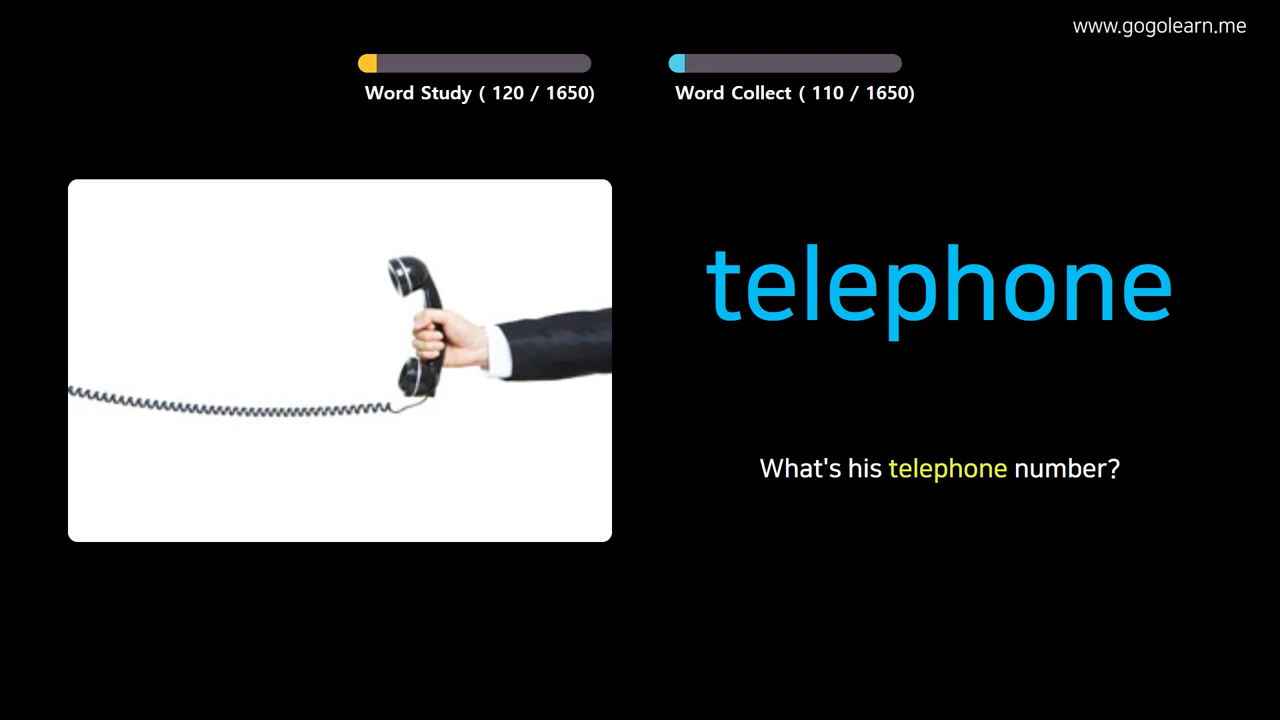 www.gogolearn.me
Word Study ( 120 / 1650)
Word Collect ( 110 / 1650)
telephone
What's his telephone number?